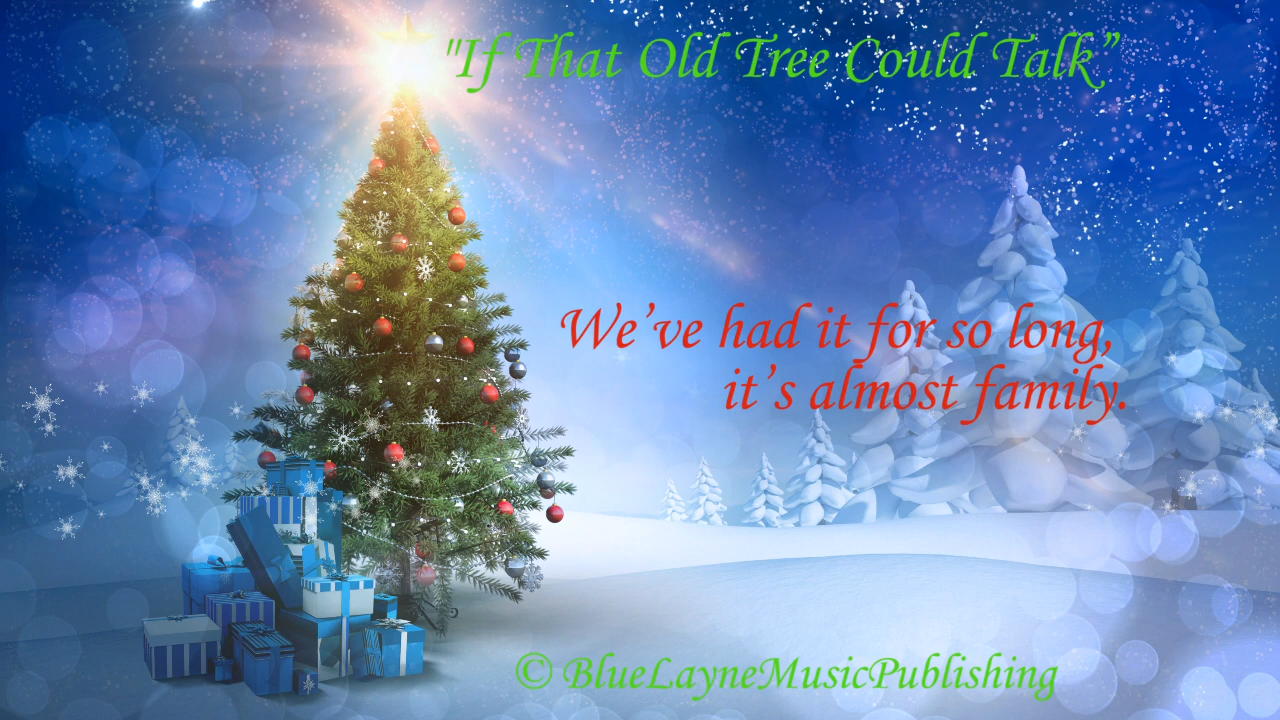 "If That Old Tree Could Talk”
We’ve had it for so long,
it’s almost family.
© BlueLayneMusicPublishing